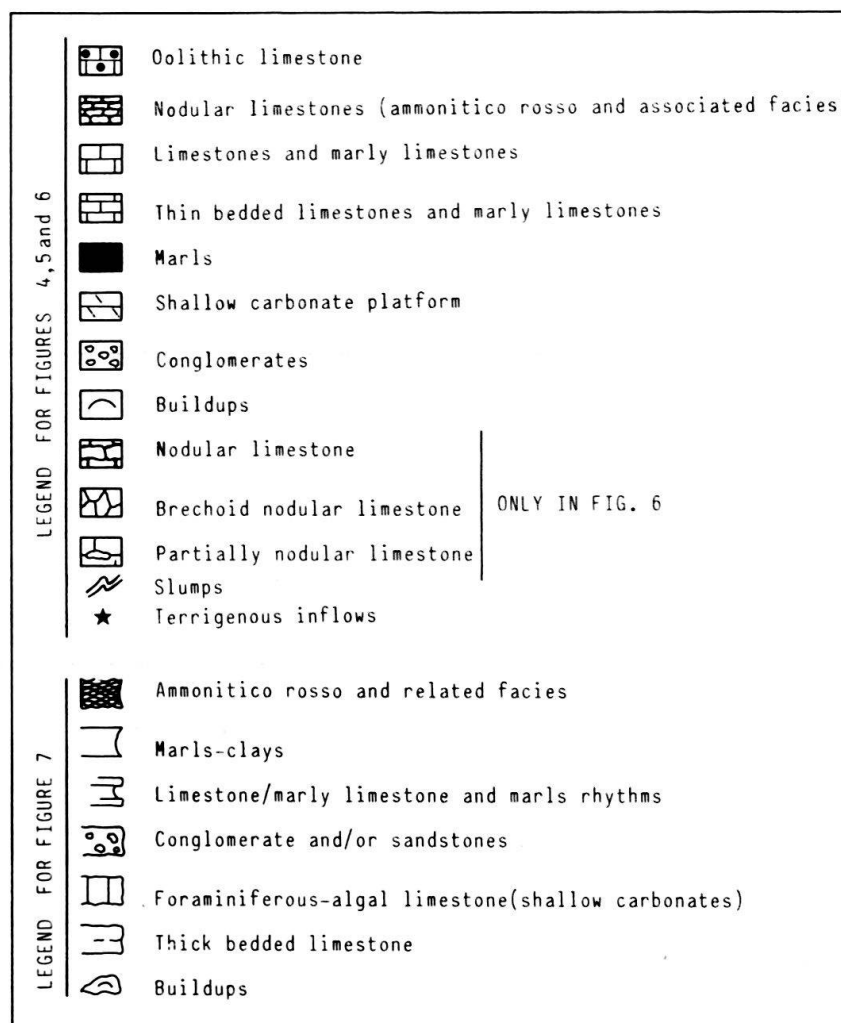 LEGEND FOR FIGURES 4,5and 6
Oolithic limestone
Nodular limestones (ammonitico rosso and associated facies
Limestones and marly limestones
Thin bedded limestones and marly limestones
Marls
Shallow carbonate platform
Conglomerates
Buildups
Nodular limestone
Brechoid nodular limestone
Partially nodular limestone
ONLY IN FIG. 6
Slumps
Terrigenous inflows
LEGEND FOR FIGURE 7
Ammonitico rosso and related facies
Marls-clays
Limestone/marly limestone and marls rhythms
Conglomerate and/or sandstones
Foraminiferous-algal limestone(shallow carbonates)
Thick bedded limestone
Buildups